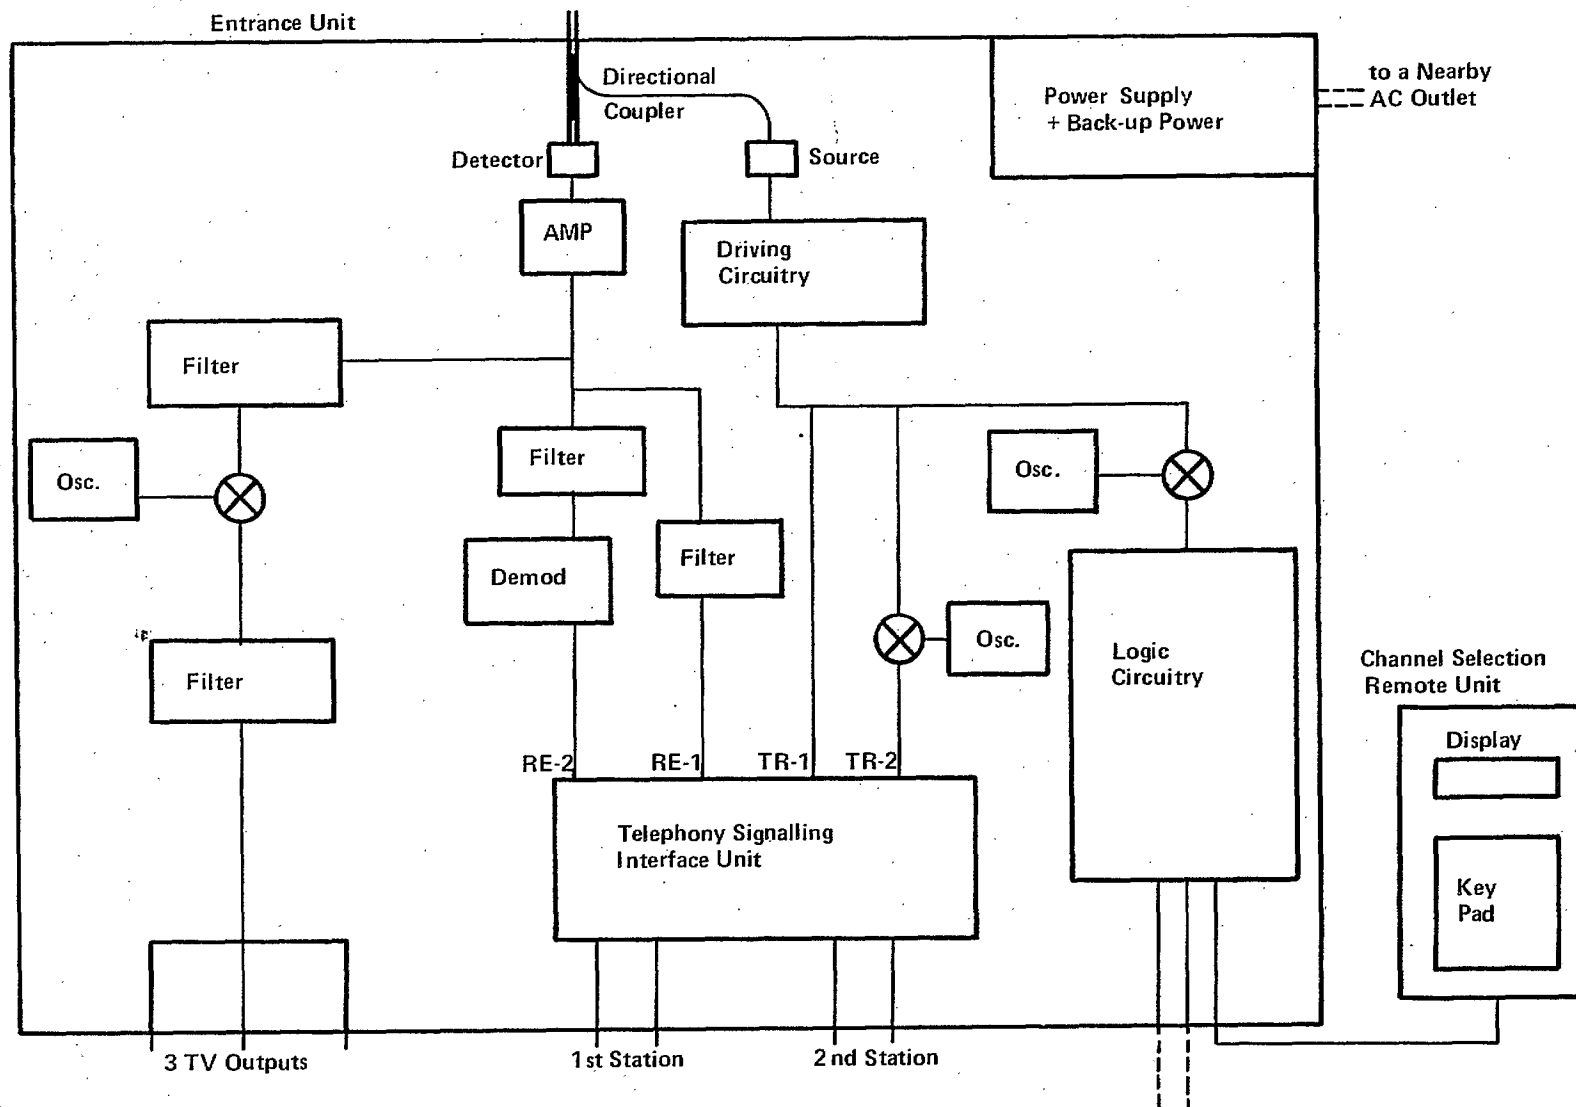 Entrance Unit
Directional
Coupler
to a Nearby
AC Outlet
Power Supply
+ Back-up Power
Detector
Source
AMP
Driving
Circuitry
Filter
Osc.
Filter
Osc.
Demod
Filter
Osc.
Logic
Circuitry
Filter
Channel Selection
Remote Unit
Display
RE-2
RE-1
TR-1
TR-2
Telephony Signalling
Interface Unit
Key
Pad
3 TV Outputs
1st Station
2nd Station